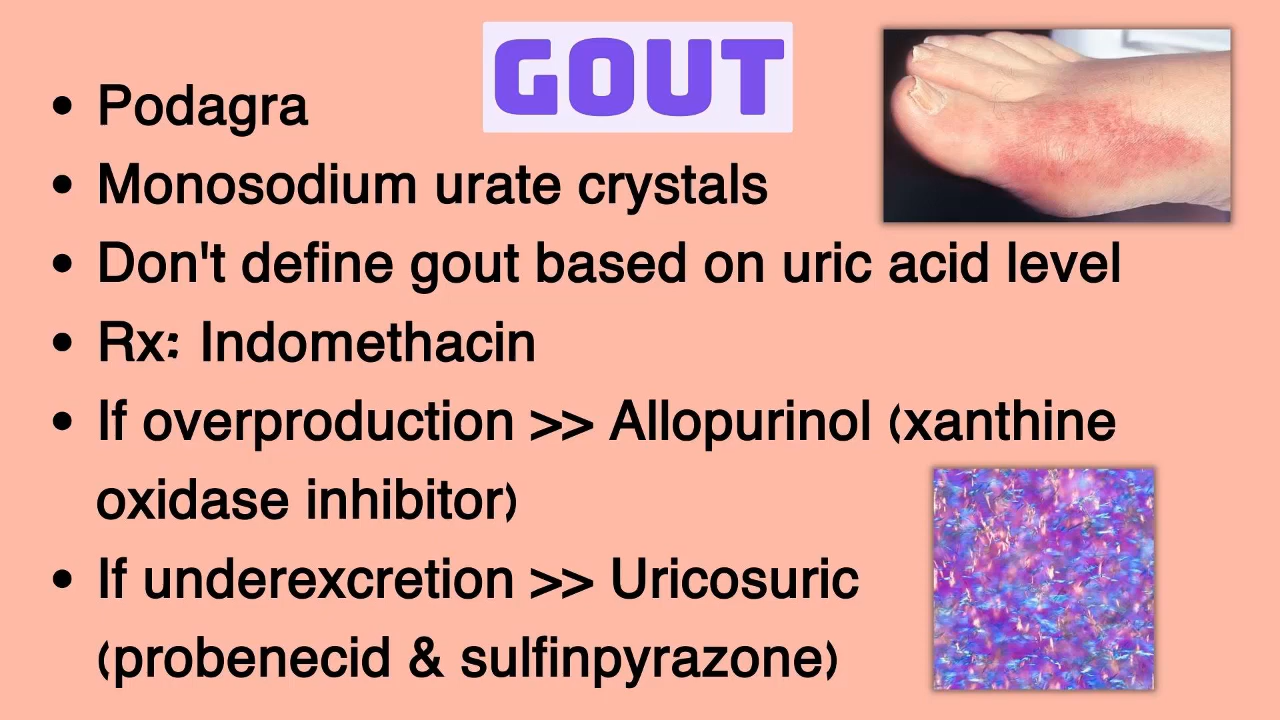 GOUT
• Podagra
• Monosodium urate crystals
• Don't define gout based on uric acid level
• Rx: Indomethacin
• If overproduction >> Allopurinol (xanthine
oxidase inhibitor)
• If underexcretion >> Uricosuric
(probenecid & sulfinpyrazone)